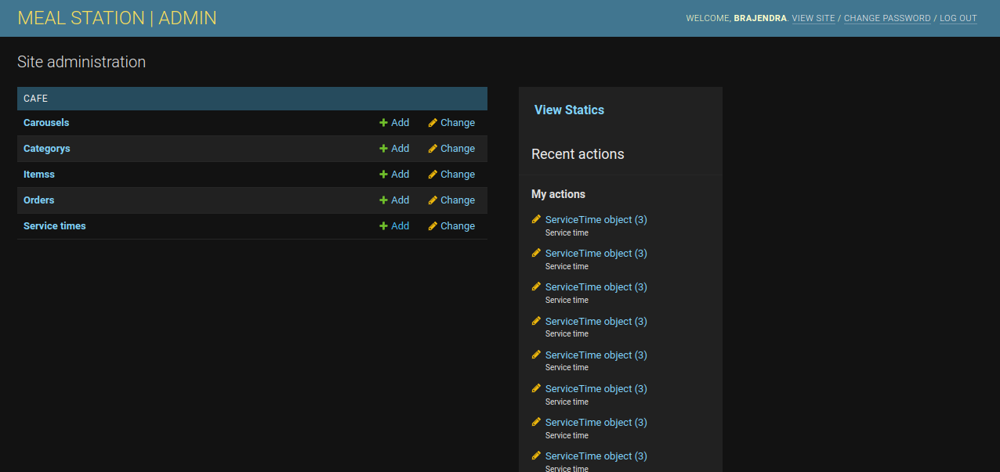 MEAL STATION | ADMIN
WELCOME, BRAJENDRA. VIEW SITE / CHANGE PASSWORD / LOG OUT
Site administration
CAFE
Carousels Add Change
Categorys Add Change
Itemss Add Change
Orders Add Change
Service times Add Change
View Statics
Recent actions
My actions
ServiceTime object (3)
Service time
ServiceTime object (3)
Service time
ServiceTime object (3)
Service time
ServiceTime object (3)
Service time
ServiceTime object (3)
Service time
ServiceTime object (3)
Service time
ServiceTime object (3)
Service time
ServiceTime object (3)
Service time